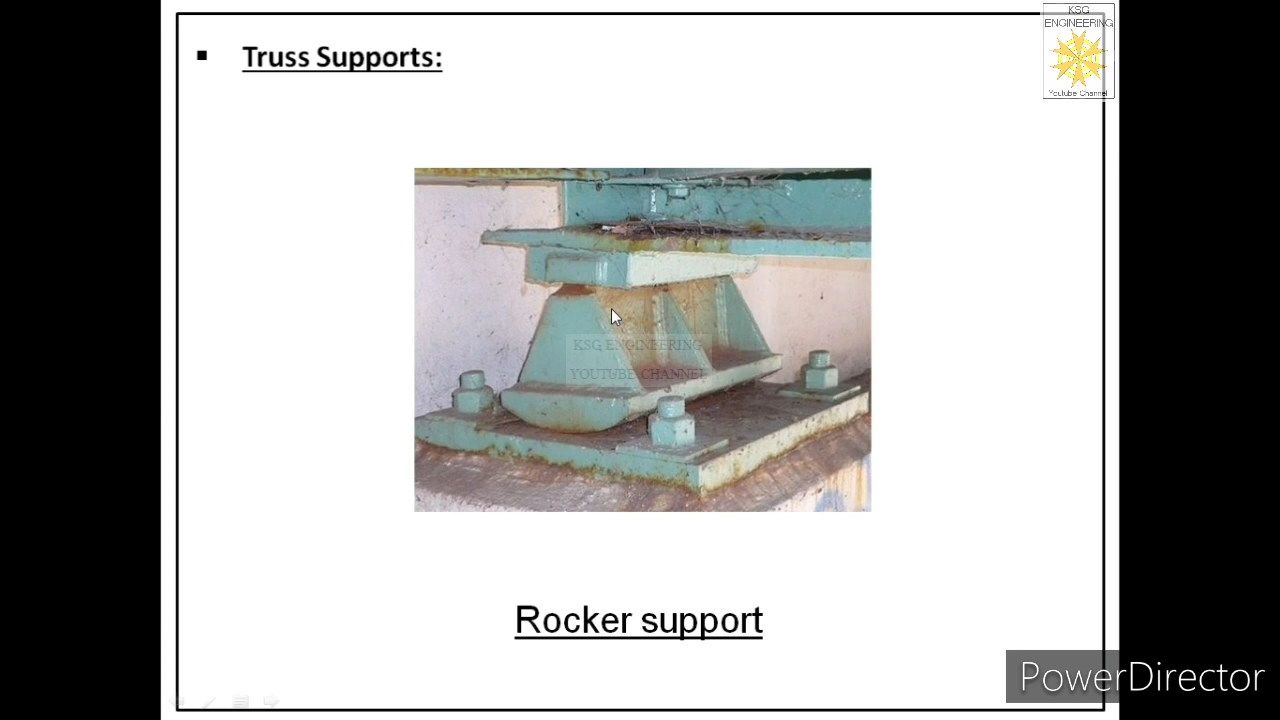 KSG
ENGINEERING
Youtube Channel
▪ Truss Supports:
KSG ENGINEERING
YOUTUBE CHANNEL
Rocker support
PowerDirector